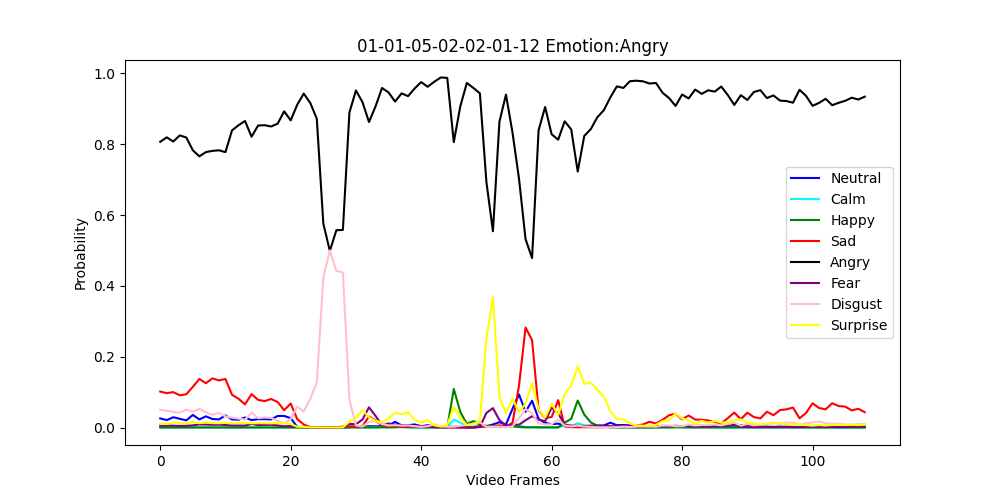 01-01-05-02-02-01-12 Emotion:Angry
1.0
0.8
0.6
0.4
0.2
0.0
Probability
0
20
40
60
80
100
Video Frames
Neutral
Calm
Happy
Sad
Angry
Fear
Disgust
Surprise